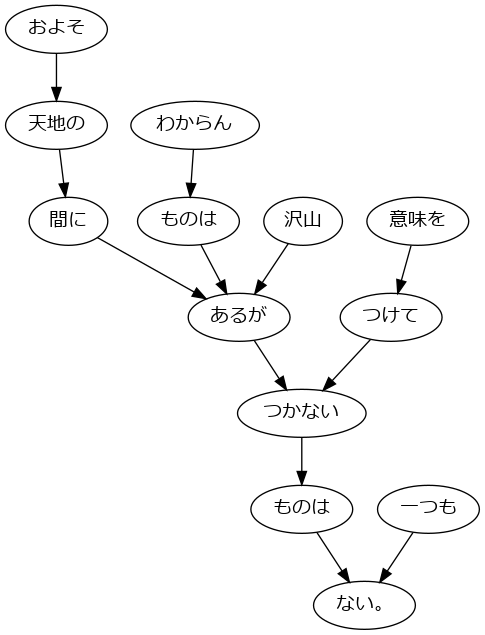 およそ
天地の
わからん
間に
ものは
沢山
意味を
あるが
つけて
つかない
ものは
一つも
ない。